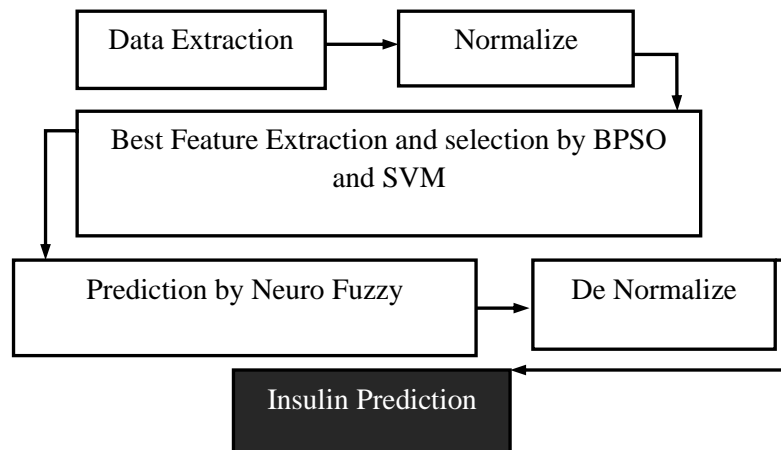 Data Extraction
Normalize
Best Feature Extraction and selection by BPSO
and SVM
Prediction by Neuro Fuzzy
De Normalize
Insulin Prediction